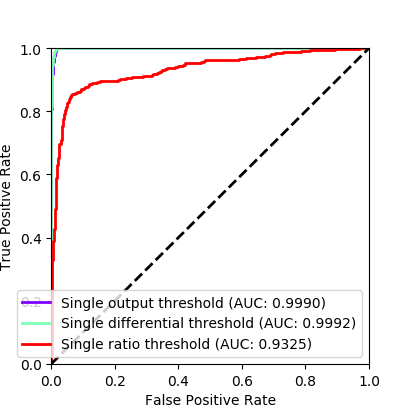 1.0
0.8
0.6
0.4
0.2
0.0
True Positive Rate
Single output threshold (AUC: 0.9990)
Single differential threshold (AUC: 0.9992)
Single ratio threshold (AUC: 0.9325)
0.0 0.2 0.4 0.6 0.8 1.0
False Positive Rate